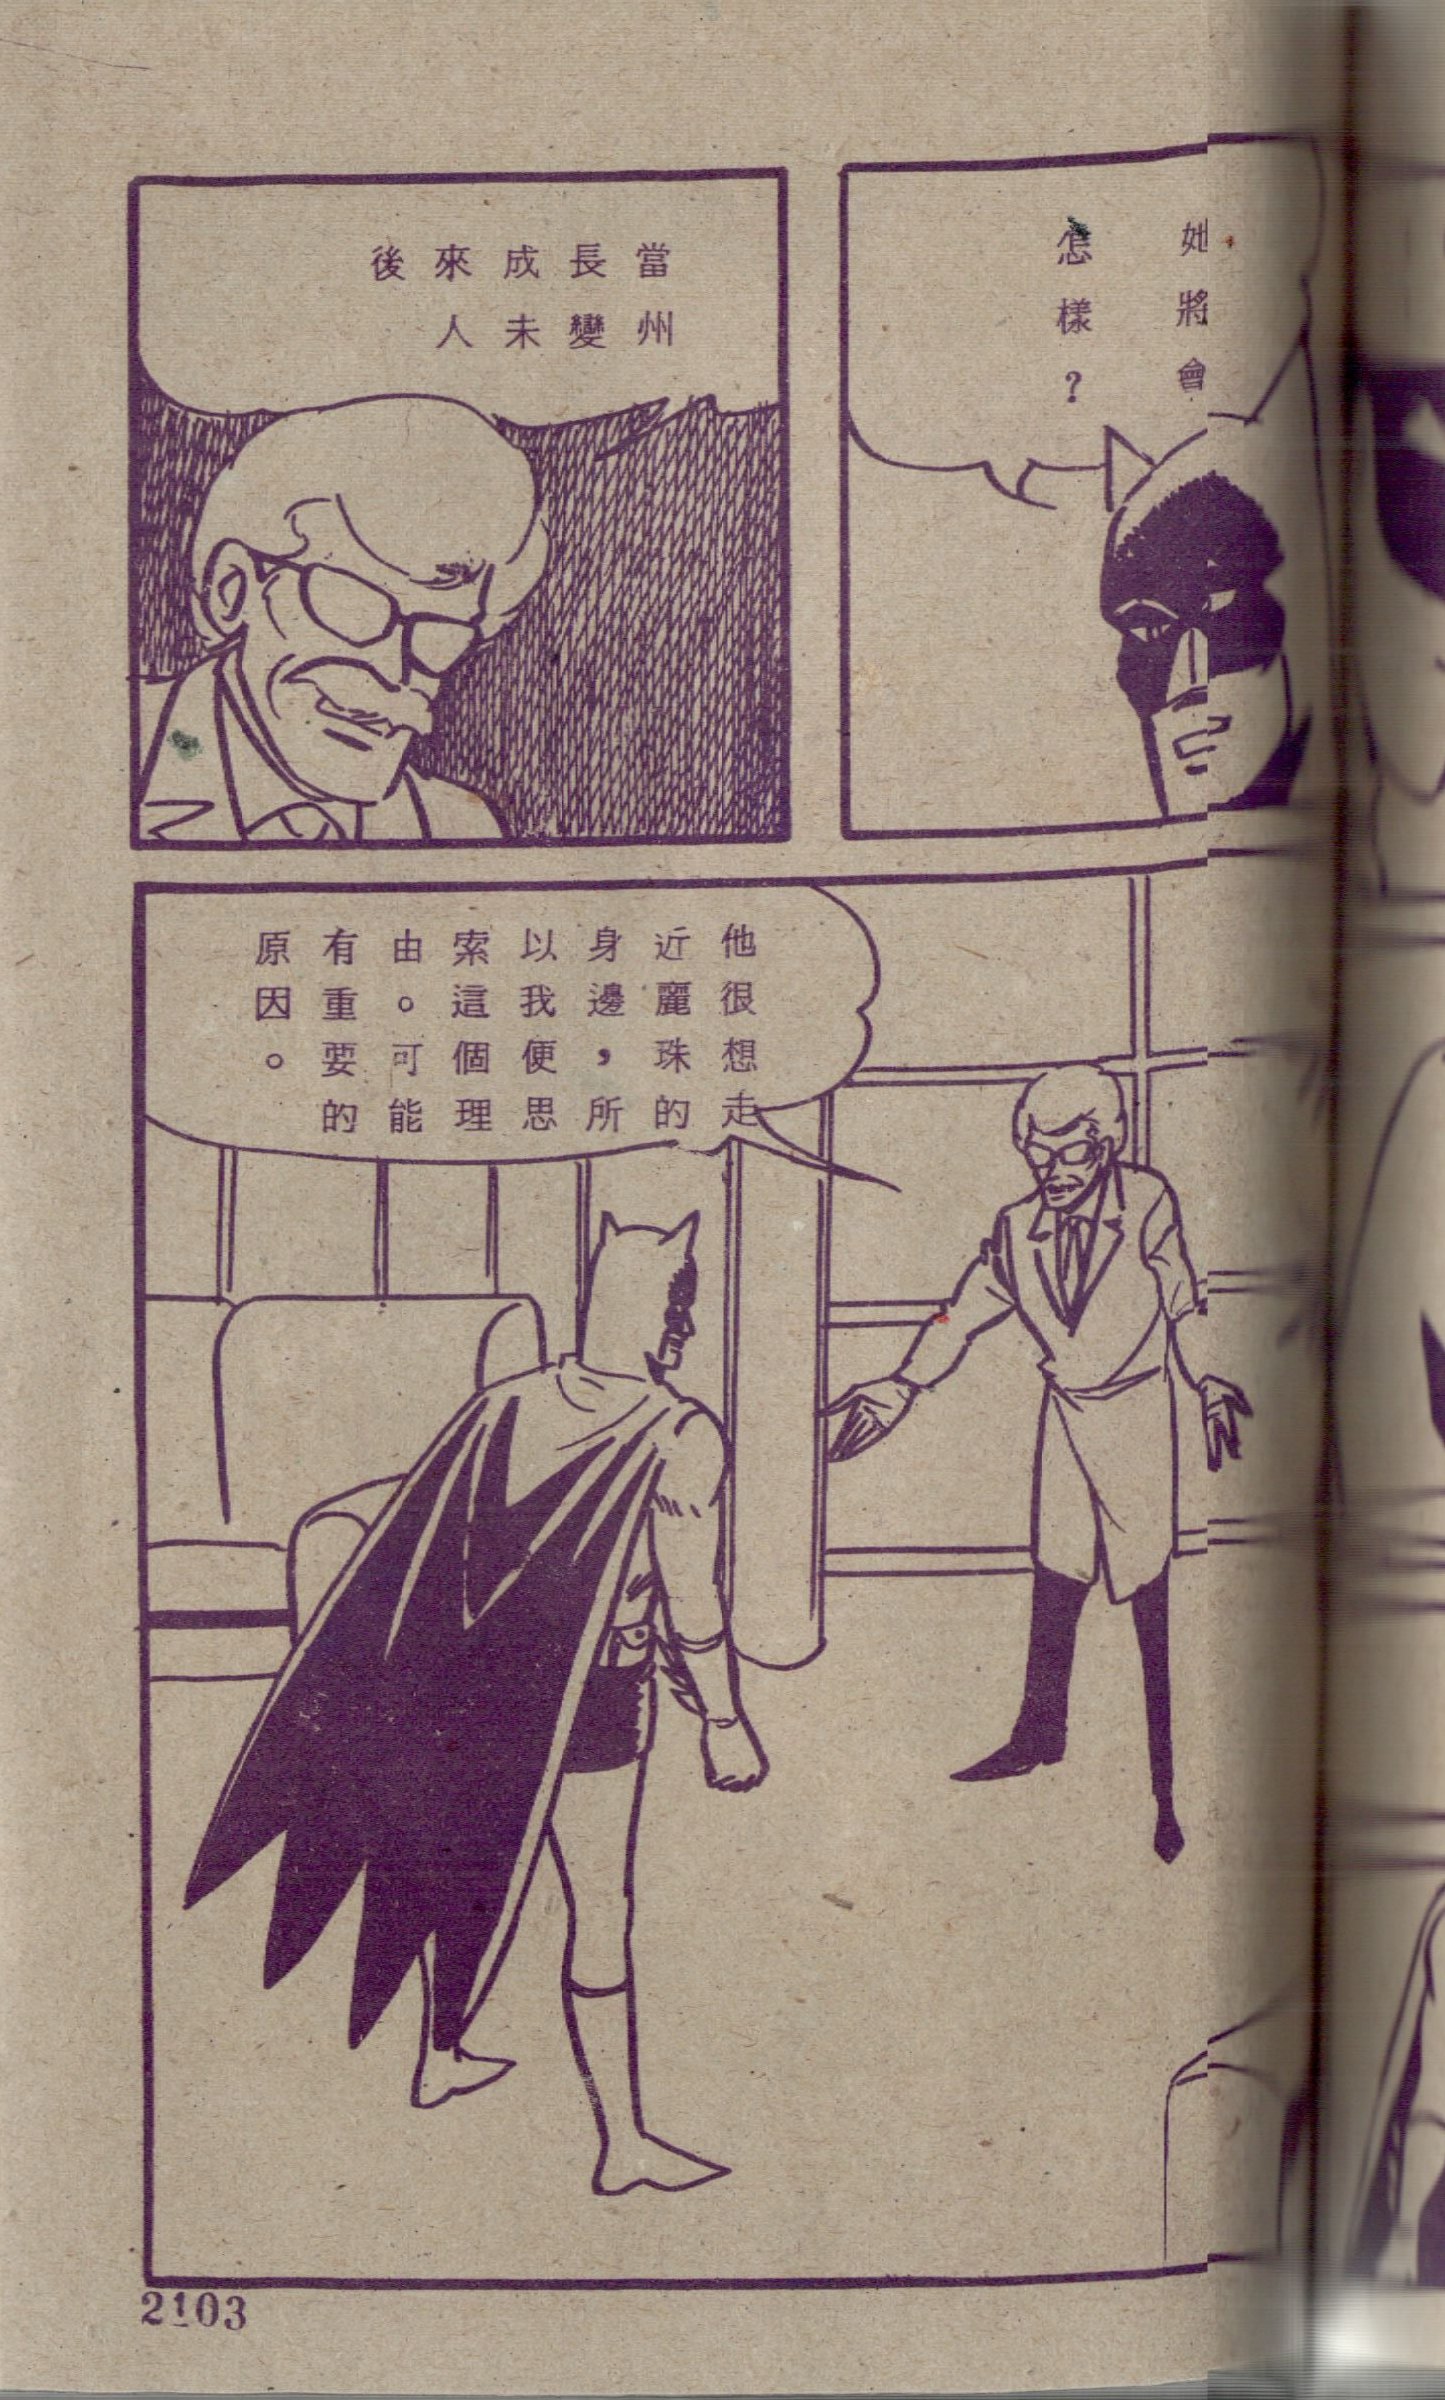 她將會
怎樣？
當州
長變
成未
來人
後
他很想走
近麗珠的
身邊，所
以我便思
索這個理
由。可能
有重要的
原因。
2103